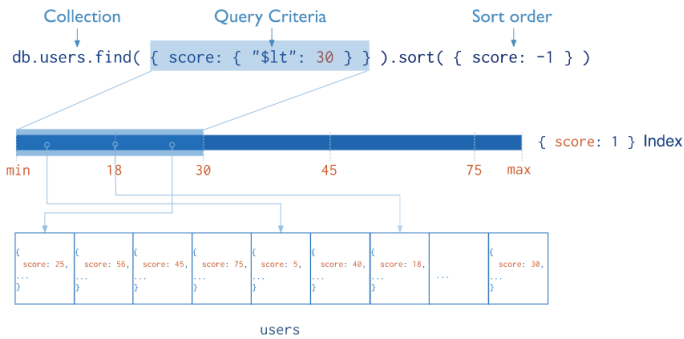 Collection Query Criteria Sort order
db.users.find( { score: { "$lt": 30 } } ).sort( { score: -1 } )
{ score: 1 } Index
min 18 30 45 75 max
{ { { { { { { {
score: 25, score: 56, score: 45, score: 75, score: 5, score: 40, score: 18, score: 30,
... ... ... ... ... ... ... ... ...
} } } } } } } }
users